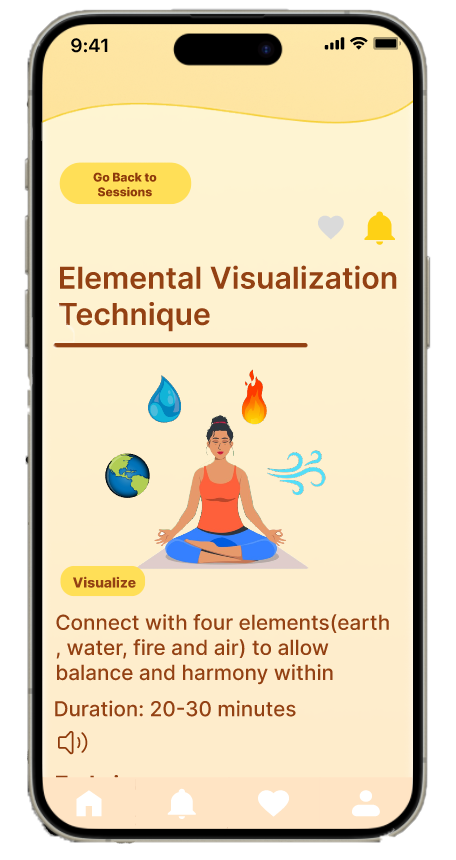 9:41
Go Back to
Sessions
Elemental Visualization
Technique
Visualize
Connect with four elements(earth
, water, fire and air) to allow
balance and harmony within
Duration: 20-30 minutes